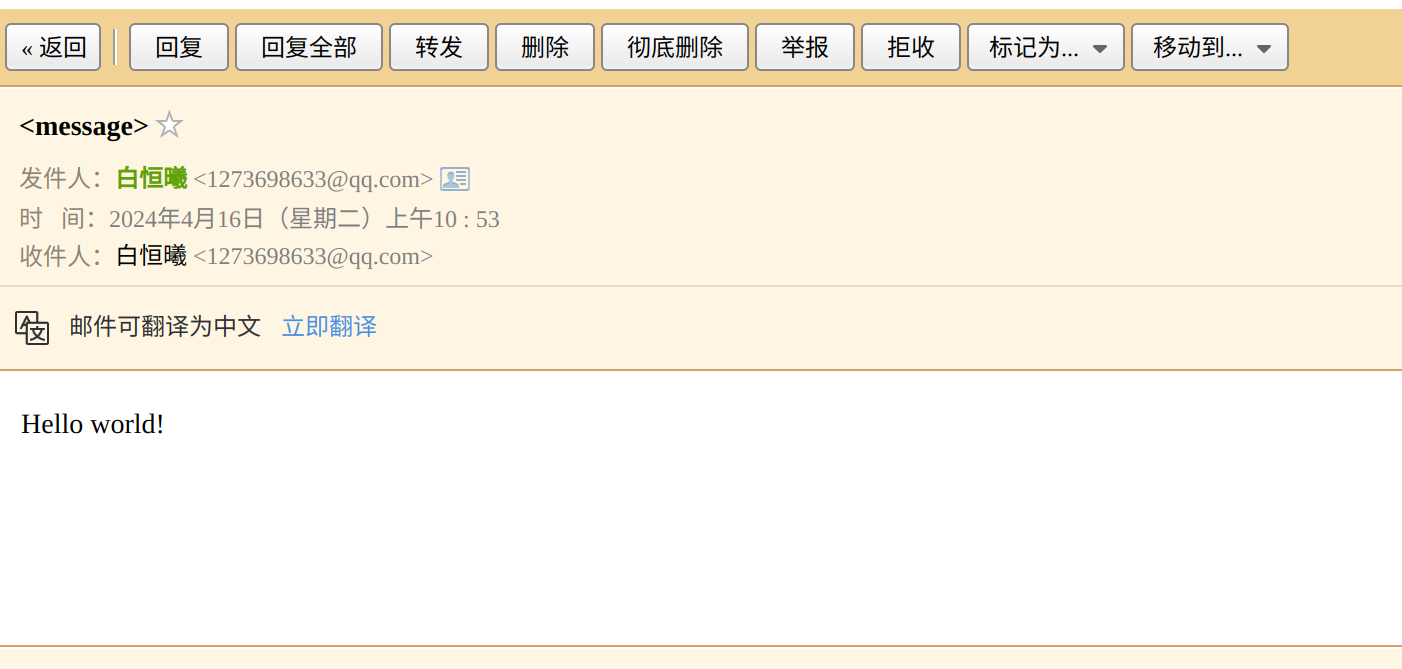 « 返回 回复 回复全部 转发 删除 彻底删除 举报 拒收 标记为... 移动到...
<message>
发件人：白恒曦 <1273698633@qq.com>
时 间：2024年4月16日（星期二）上午10 : 53
收件人：白恒曦 <1273698633@qq.com>
邮件可翻译为中文 立即翻译
Hello world!